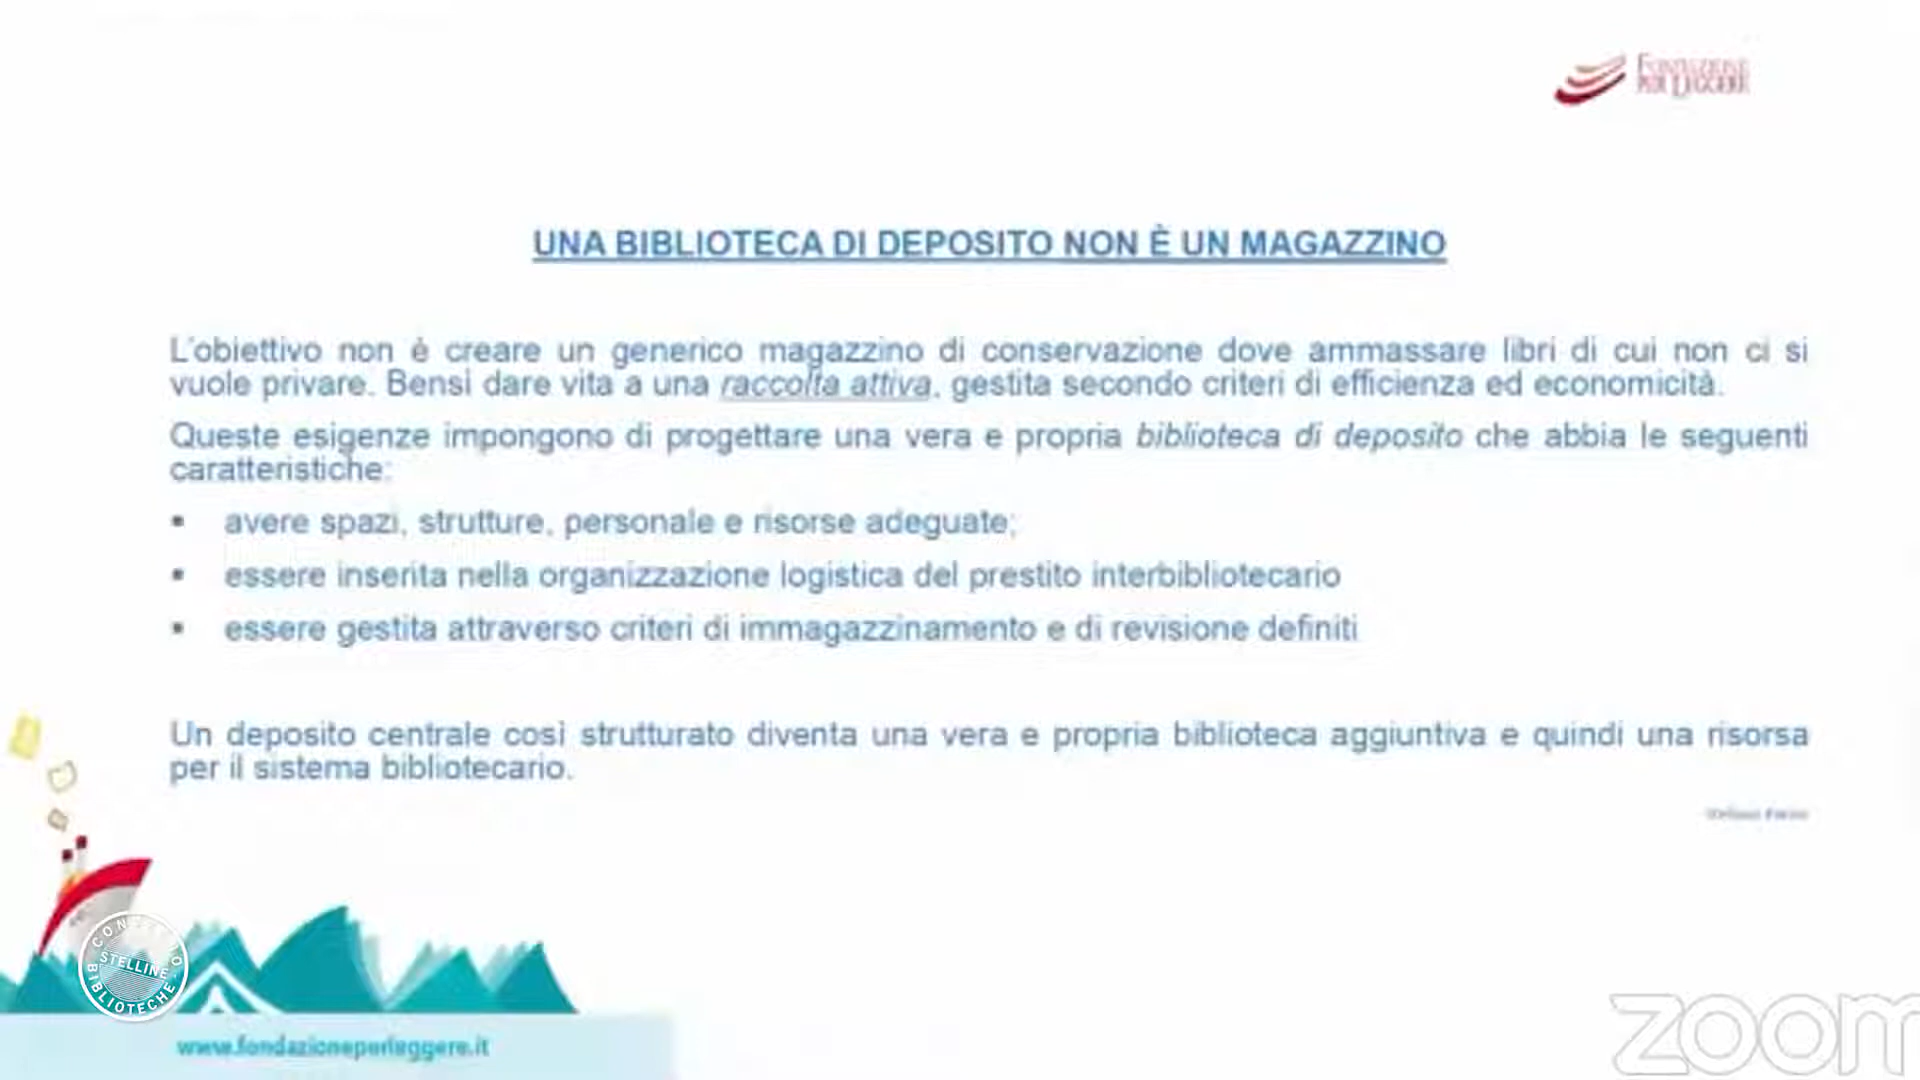 FONDAZIONE
PER LEGGERE
UNA BIBLIOTECA DI DEPOSITO NON È UN MAGAZZINO
L'obiettivo non è creare un generico magazzino di conservazione dove ammassare libri di cui non ci si
vuole privare. Bensì dare vita a una raccolta attiva, gestita secondo criteri di efficienza ed economicità.
Queste esigenze impongono di progettare una vera e propria biblioteca di deposito che abbia le seguenti
caratteristiche:
▪ avere spazi, strutture, personale e risorse adeguate;
▪ essere inserita nella organizzazione logistica del prestito interbibliotecario
▪ essere gestita attraverso criteri di immagazzinamento e di revisione definiti
Un deposito centrale così strutturato diventa una vera e propria biblioteca aggiuntiva e quindi una risorsa
per il sistema bibliotecario.
STELLINE
BIBLIOTECHE
www.fondazioneperleggere.it
zoom